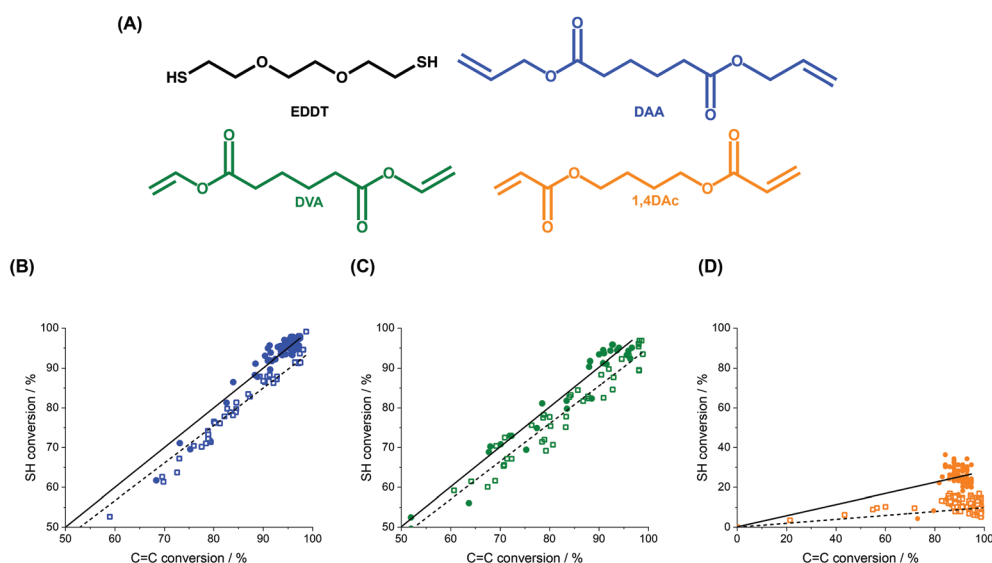 (A)
HS
O
O
SH
EDDT
O
O
O
O
DAA
O
O
O
O
DVA
O
O
O
O
1,4DAc
(B)
(C)
(D)
SH conversion / %
100
90
80
70
60
50
50 60 70 80 90 100
C=C conversion / %
SH conversion / %
100
90
80
70
60
50
50 60 70 80 90 100
C=C conversion / %
SH conversion / %
100
80
60
40
20
0
0 20 40 60 80 100
C=C conversion / %